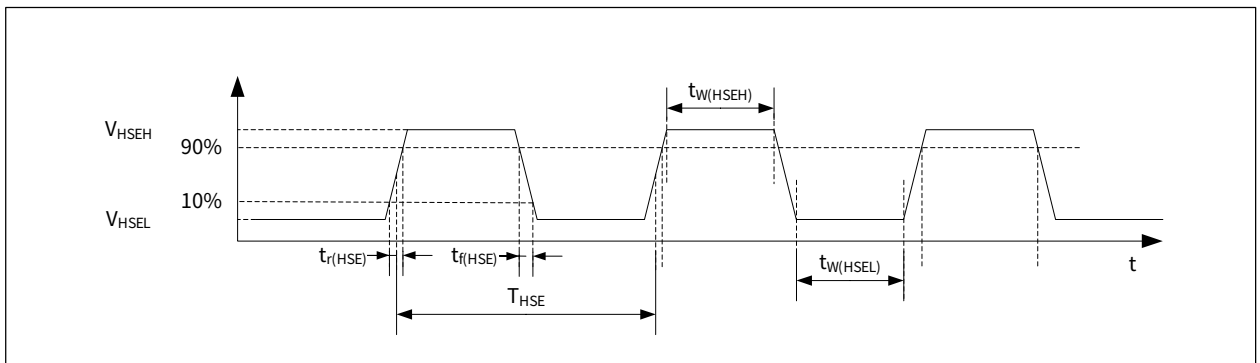 tW(HSEH)
VHSEH
90%
10%
VHSEL
tr(HSE)
tf(HSE)
tW(HSEL)
t
THSE